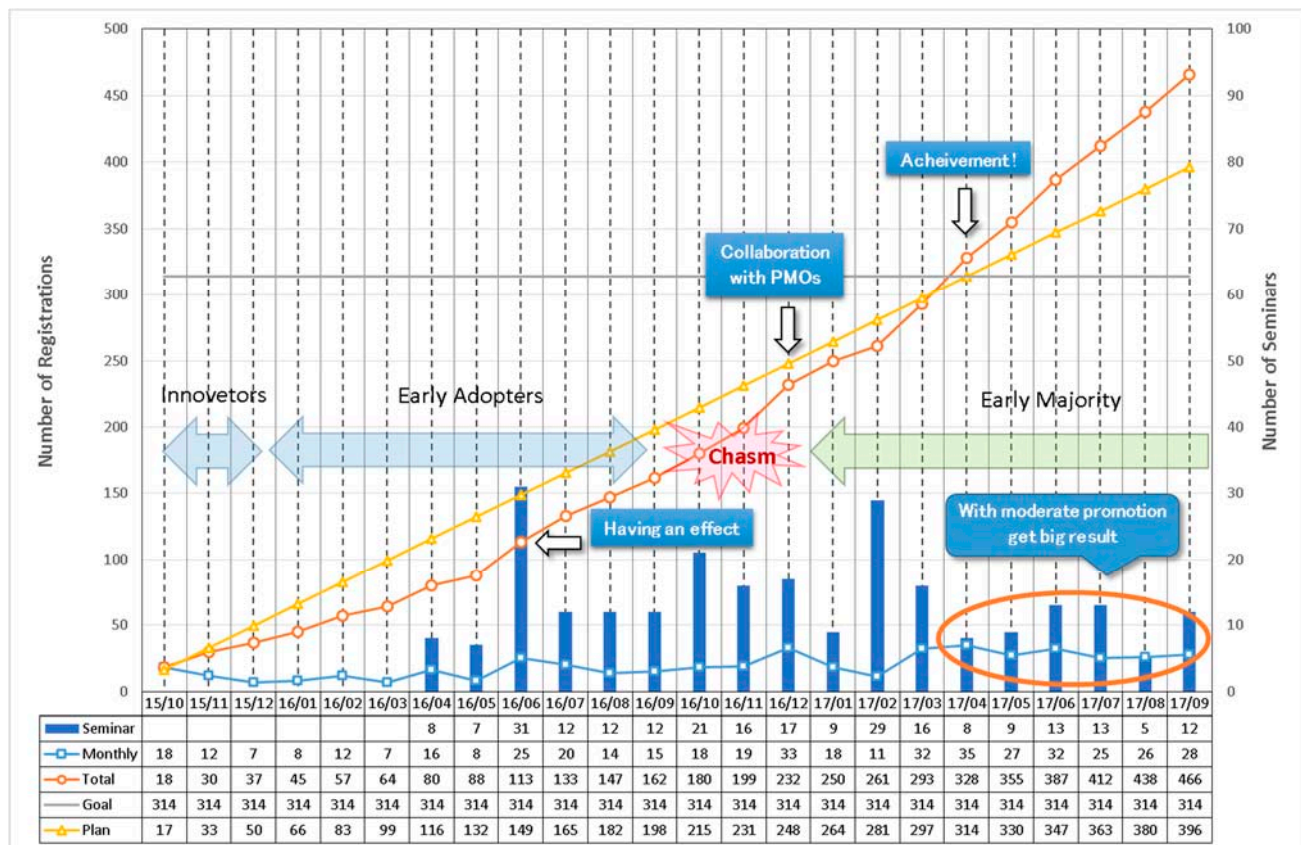 500
450
400
350
300
250
200
150
100
50
0
Number of Registrations
100
90
80
70
60
50
40
30
20
10
0
Number of Seminars
Acheivement!
Collaboration
with PMOs
Innovetors
Early Adopters
Early Majority
Chasm
Having an effect
With moderate promotion
get big result
15/10 15/11 15/12 16/01 16/02 16/03 16/04 16/05 16/06 16/07 16/08 16/09 16/10 16/11 16/12 17/01 17/02 17/03 17/04 17/05 17/06 17/07 17/08 17/09
Seminar 8 7 31 12 12 12 21 16 17 9 29 16 8 9 13 13 5 12
Monthly 18 12 7 8 12 7 16 8 25 20 14 15 18 19 33 18 11 32 35 27 32 25 26 28
Total 18 30 37 45 57 64 80 88 113 133 147 162 180 199 232 250 261 293 328 355 387 412 438 466
Goal 314 314 314 314 314 314 314 314 314 314 314 314 314 314 314 314 314 314 314 314 314 314 314 314
Plan 17 33 50 66 83 99 116 132 149 165 182 198 215 231 248 264 281 297 314 330 347 363 380 396